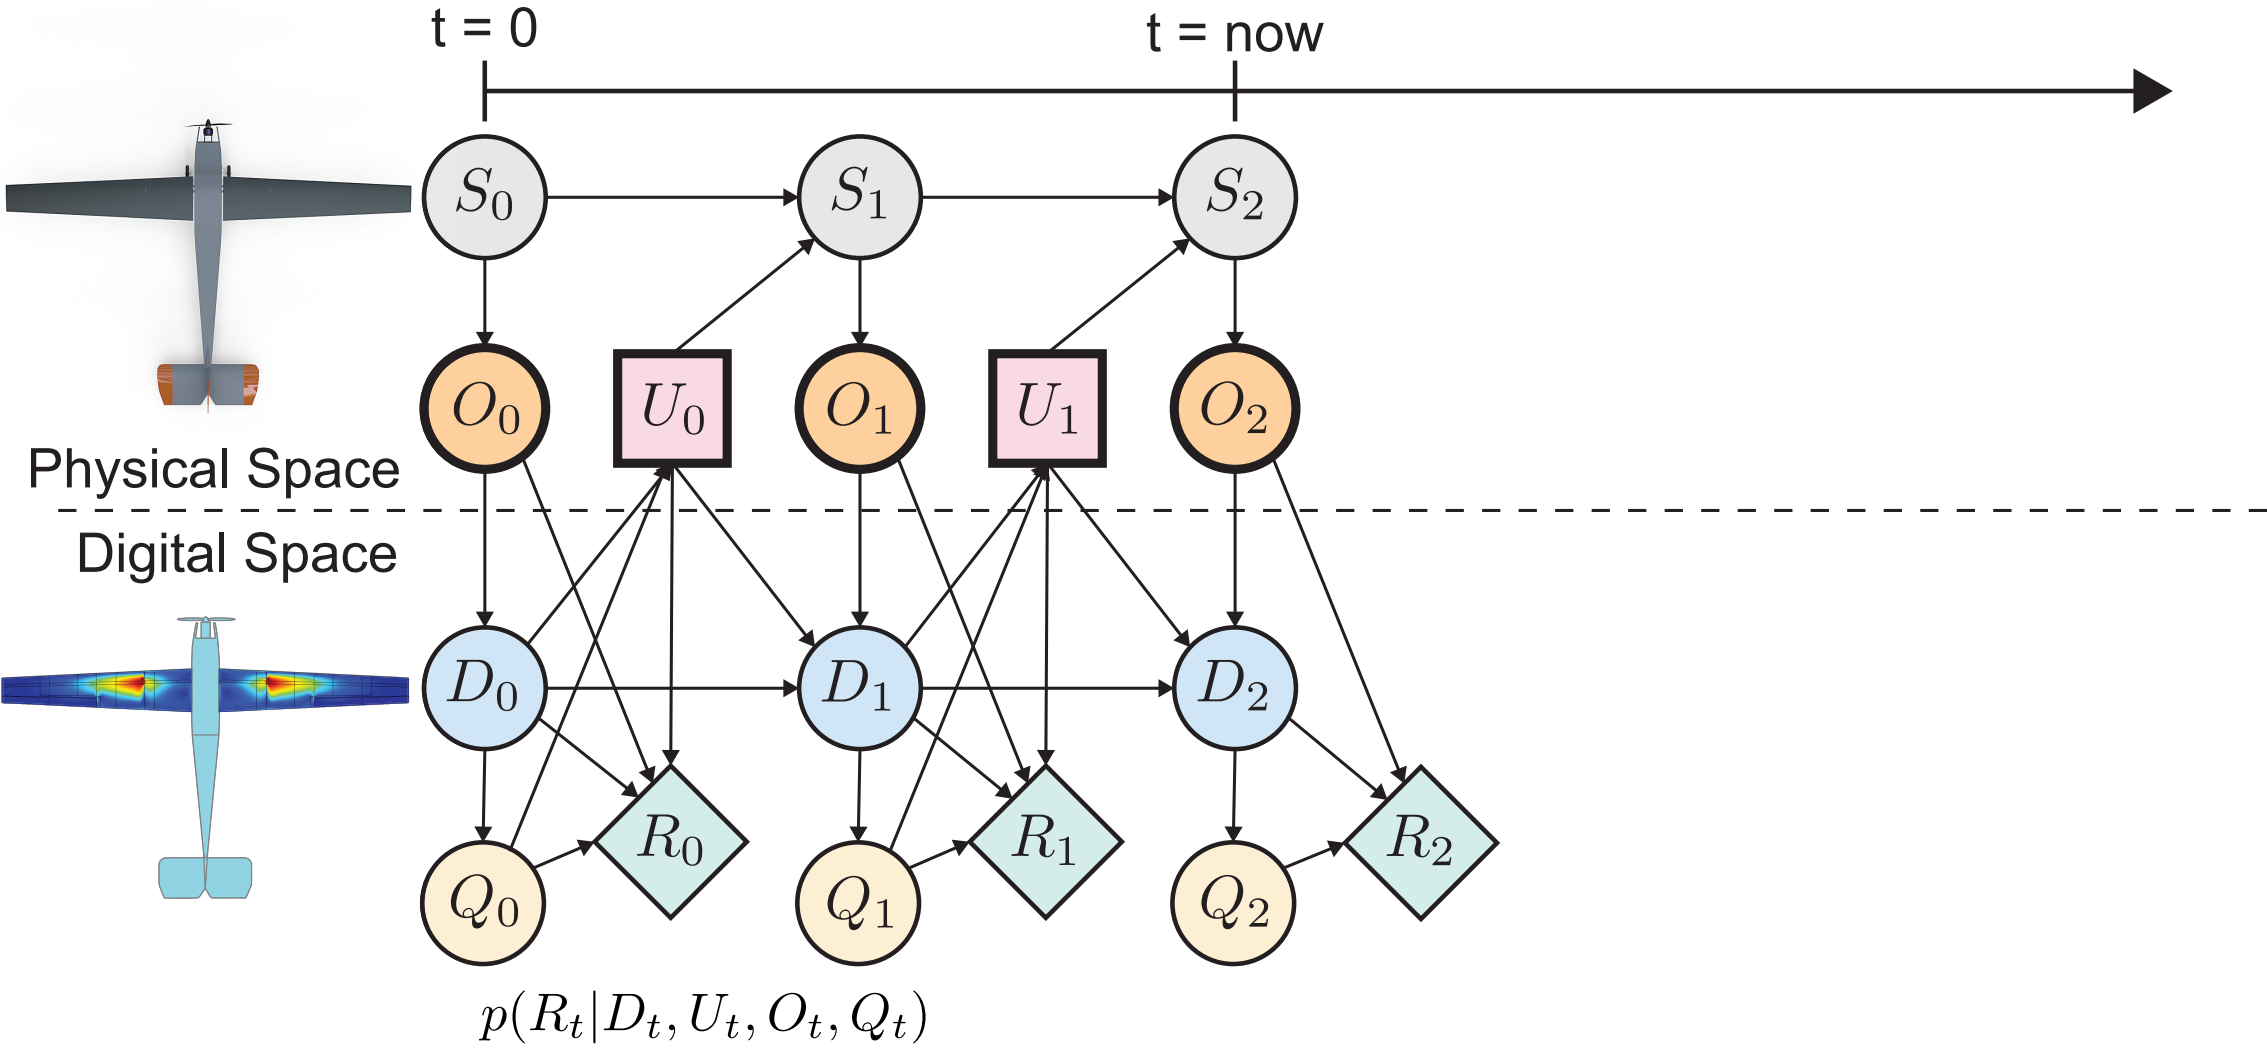 t = 0
t = now
S₀
S₁
S₂
O₀
U₀
O₁
U₁
O₂
Physical Space
Digital Space
D₀
D₁
D₂
R₀
R₁
R₂
Q₀
Q₁
Q₂
p(Rₜ|Dₜ, Uₜ, Oₜ, Qₜ)